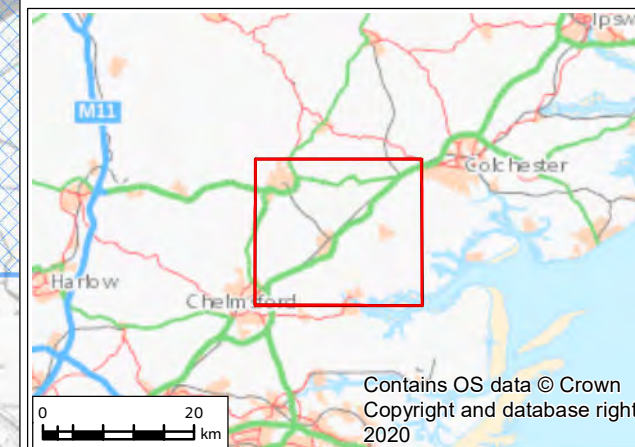 M11
Colchester
Harlow
Chelmsford
0
20
km
Contains OS data © Crown
Copyright and database right
2020